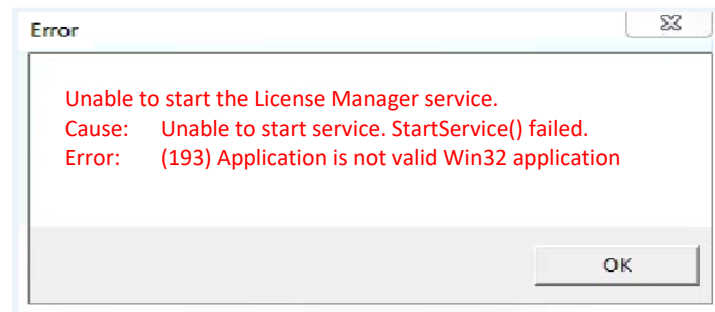 Error
Unable to start the License Manager service.
Cause: Unable to start service. StartService() failed.
Error: (193) Application is not valid Win32 application
OK